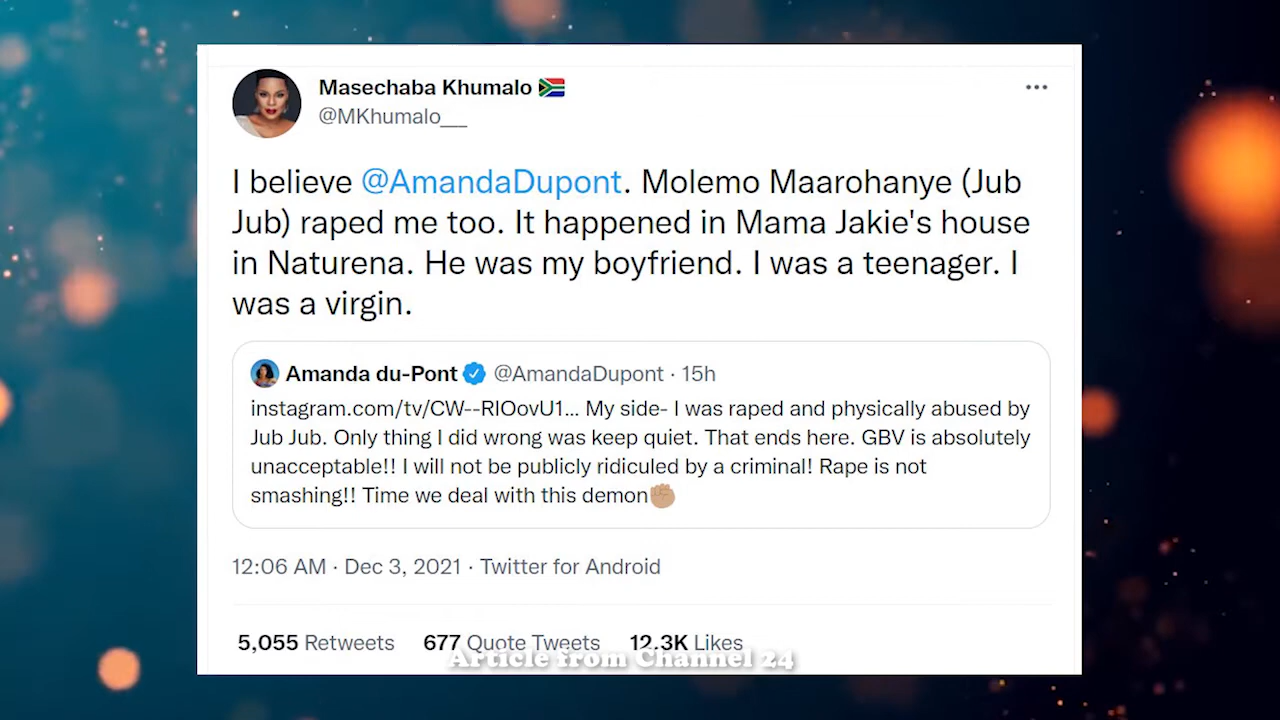 Masechaba Khumalo 🇿🇦
@MKhumalo___
I believe @AmandaDupont. Molemo Maarohanye (Jub
Jub) raped me too. It happened in Mama Jakie's house
in Naturena. He was my boyfriend. I was a teenager. I
was a virgin.
Amanda du-Pont @AmandaDupont · 15h
instagram.com/tv/CW--RIOovU1... My side- I was raped and physically abused by
Jub Jub. Only thing I did wrong was keep quiet. That ends here. GBV is absolutely
unacceptable!! I will not be publicly ridiculed by a criminal! Rape is not
smashing!! Time we deal with this demon✊🏽
12:06 AM · Dec 3, 2021 · Twitter for Android
5,055 Retweets 677 Quote Tweets 12.3K Likes
Article from Channel 24